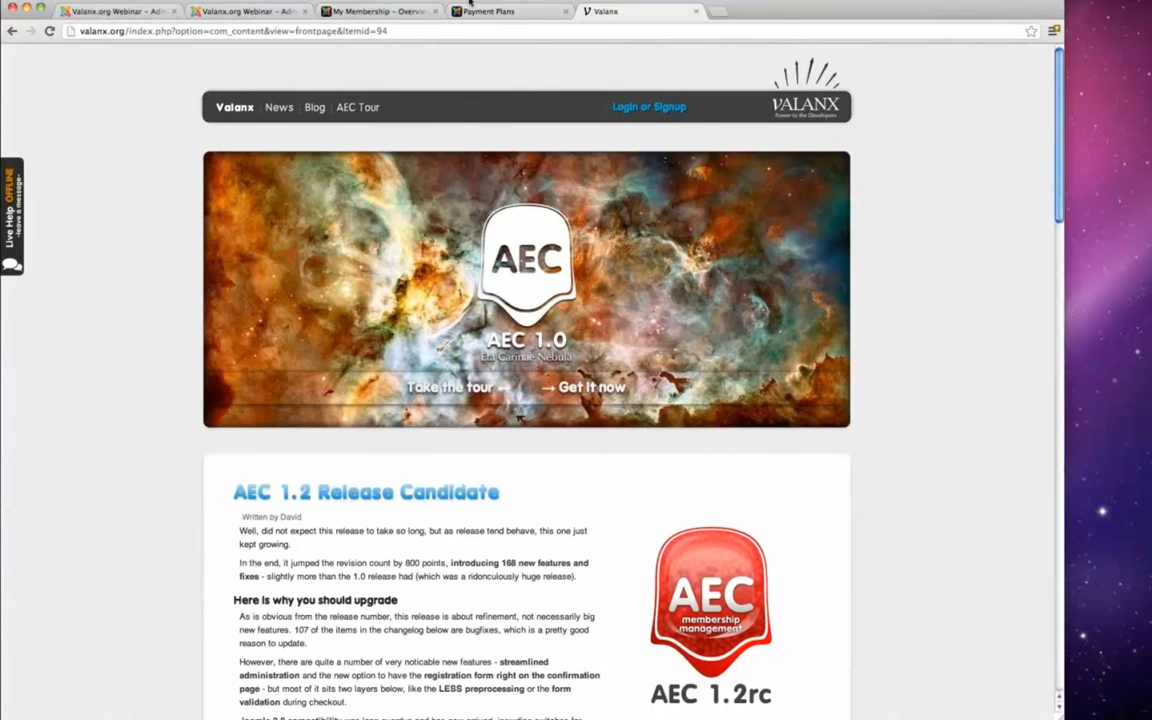 Valanx.org Webinar – Adm
Valanx.org Webinar – Adm
My Membership – Overvie
Payment Plans
Valanx
valanx.org/index.php?option=com_content&view=frontpage&Itemid=94
Valanx
News
Blog
AEC Tour
Login or Signup
VALANX
Power to the Developers
Live Help OFFLINE
-leave a message-
AEC
AEC 1.0
Eta Carinae Nebula
Take the tour
→ Get it now
AEC 1.2 Release Candidate
Written by David
Well, did not expect this release to take so long, but as release tend behave, this one just
kept growing.
In the end, it jumped the revision count by 800 points, introducing 168 new features and
fixes - slightly more than the 1.0 release had (which was a ridonculously huge release).
Here is why you should upgrade
As is obvious from the release number, this release is about refinement, not necessarily big
new features. 107 of the items in the changelog below are bugfixes, which is a pretty good
reason to update.
However, there are quite a number of very noticable new features - streamlined
administration and the new option to have the registration form right on the confirmation
page - but most of it sits two layers below, like the LESS preprocessing or the form
validation during checkout.
AEC
membership
management
AEC 1.2rc